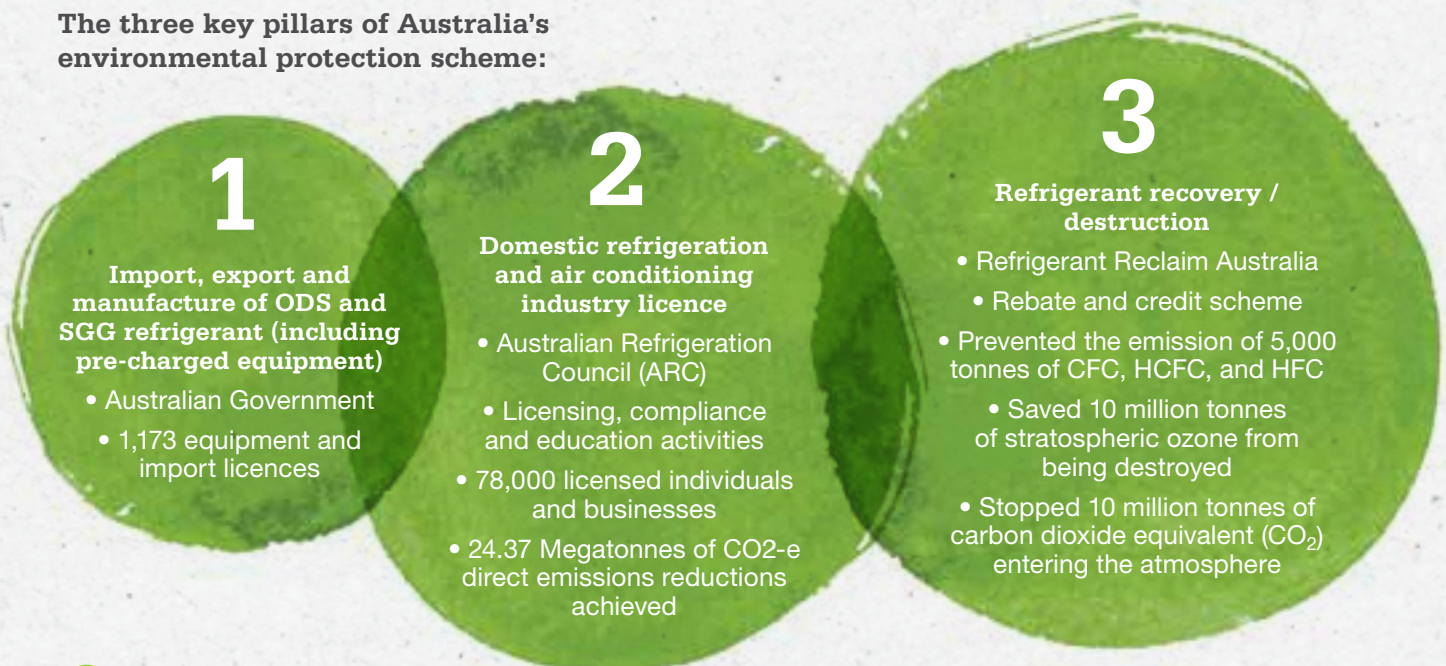 The three key pillars of Australia's
environmental protection scheme:
1
Import, export and
manufacture of ODS and
SGG refrigerant (including
pre-charged equipment)
• Australian Government
• 1,173 equipment and
import licences
2
Domestic refrigeration
and air conditioning
industry licence
• Australian Refrigeration
Council (ARC)
• Licensing, compliance
and education activities
• 78,000 licensed individuals
and businesses
• 24.37 Megatonnes of CO2-e
direct emissions reductions
achieved
3
Refrigerant recovery /
destruction
• Refrigerant Reclaim Australia
• Rebate and credit scheme
• Prevented the emission of 5,000
tonnes of CFC, HCFC, and HFC
• Saved 10 million tonnes
of stratospheric ozone from
being destroyed
• Stopped 10 million tonnes of
carbon dioxide equivalent (CO₂)
entering the atmosphere